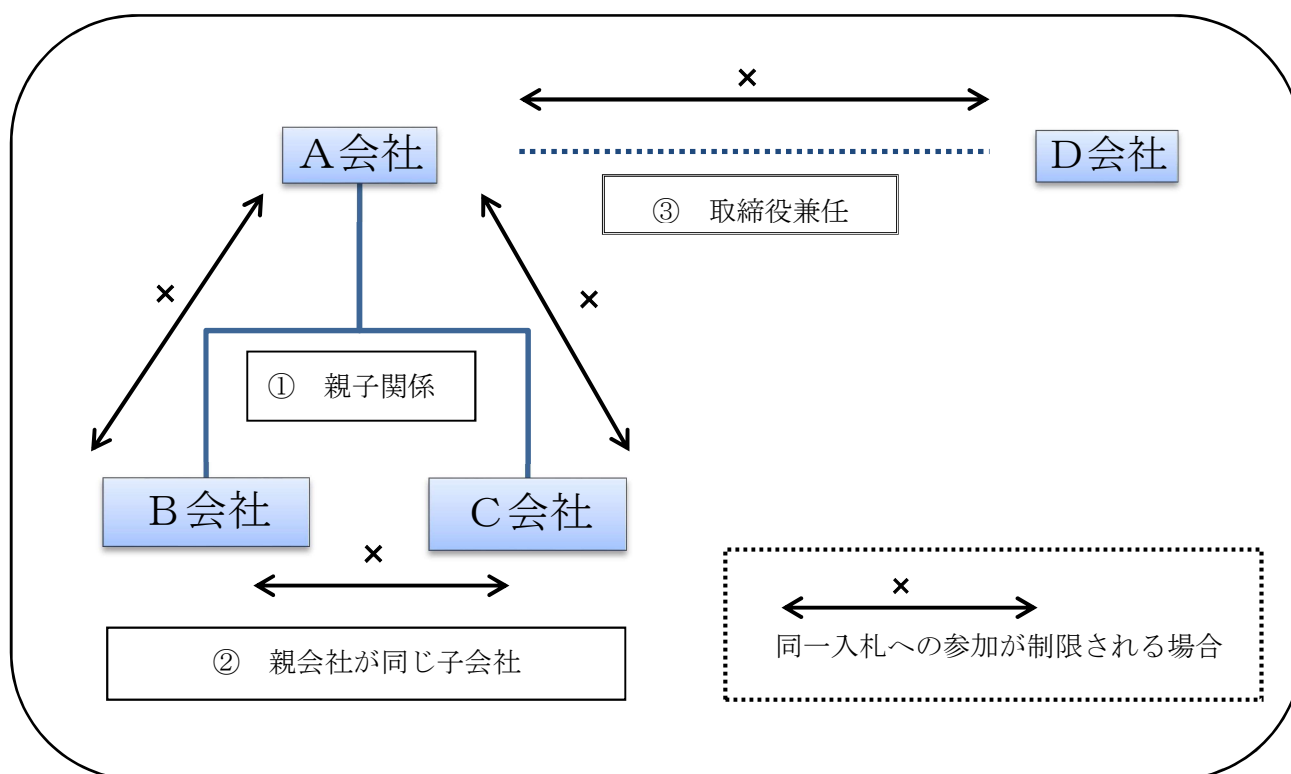 ×
A会社
D会社
③ 取締役兼任
×
×
① 親子関係
B会社
C会社
×
② 親会社が同じ子会社
×
同一入札への参加が制限される場合